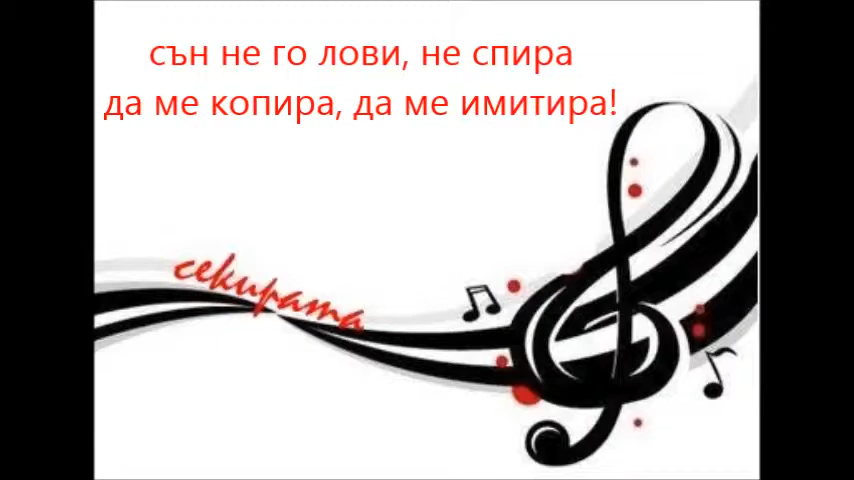 сън не го лови, не спира
да ме копира, да ме имитира!
секирата